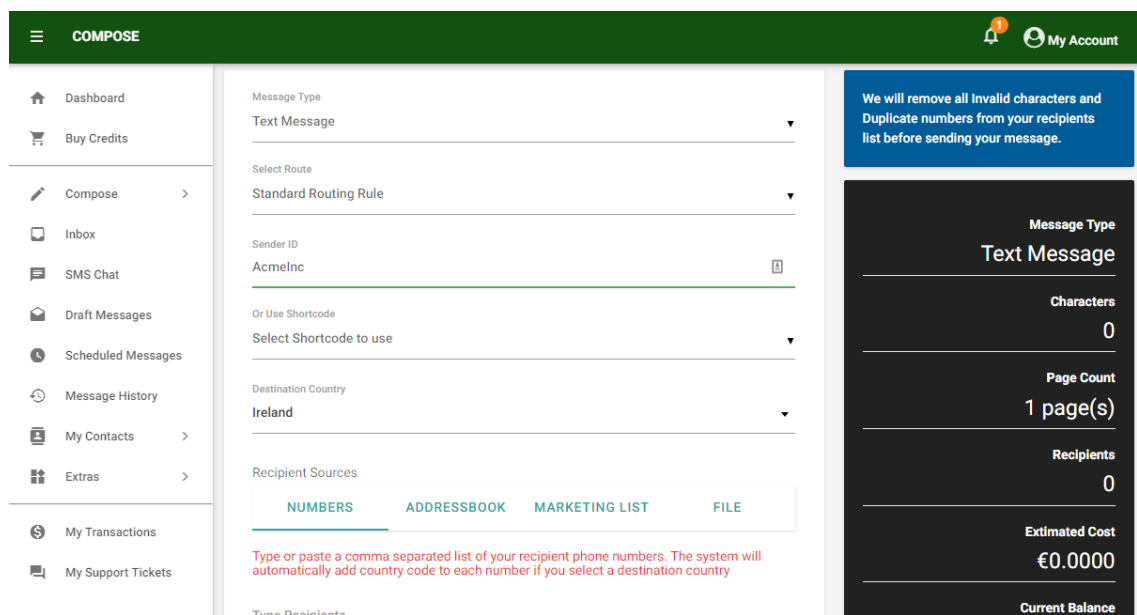 COMPOSE
1
My Account
Dashboard
Buy Credits
Compose
Inbox
SMS Chat
Draft Messages
Scheduled Messages
Message History
My Contacts
Extras
My Transactions
My Support Tickets
Message Type
Text Message
Select Route
Standard Routing Rule
Sender ID
AcmeInc
Or Use Shortcode
Select Shortcode to use
Destination Country
Ireland
Recipient Sources
NUMBERS ADDRESSBOOK MARKETING LIST FILE
Type or paste a comma separated list of your recipient phone numbers. The system will
automatically add country code to each number if you select a destination country
Type Recipients
We will remove all Invalid characters and
Duplicate numbers from your recipients
list before sending your message.
Message Type
Text Message
Characters
0
Page Count
1 page(s)
Recipients
0
Extimated Cost
€0.0000
Current Balance